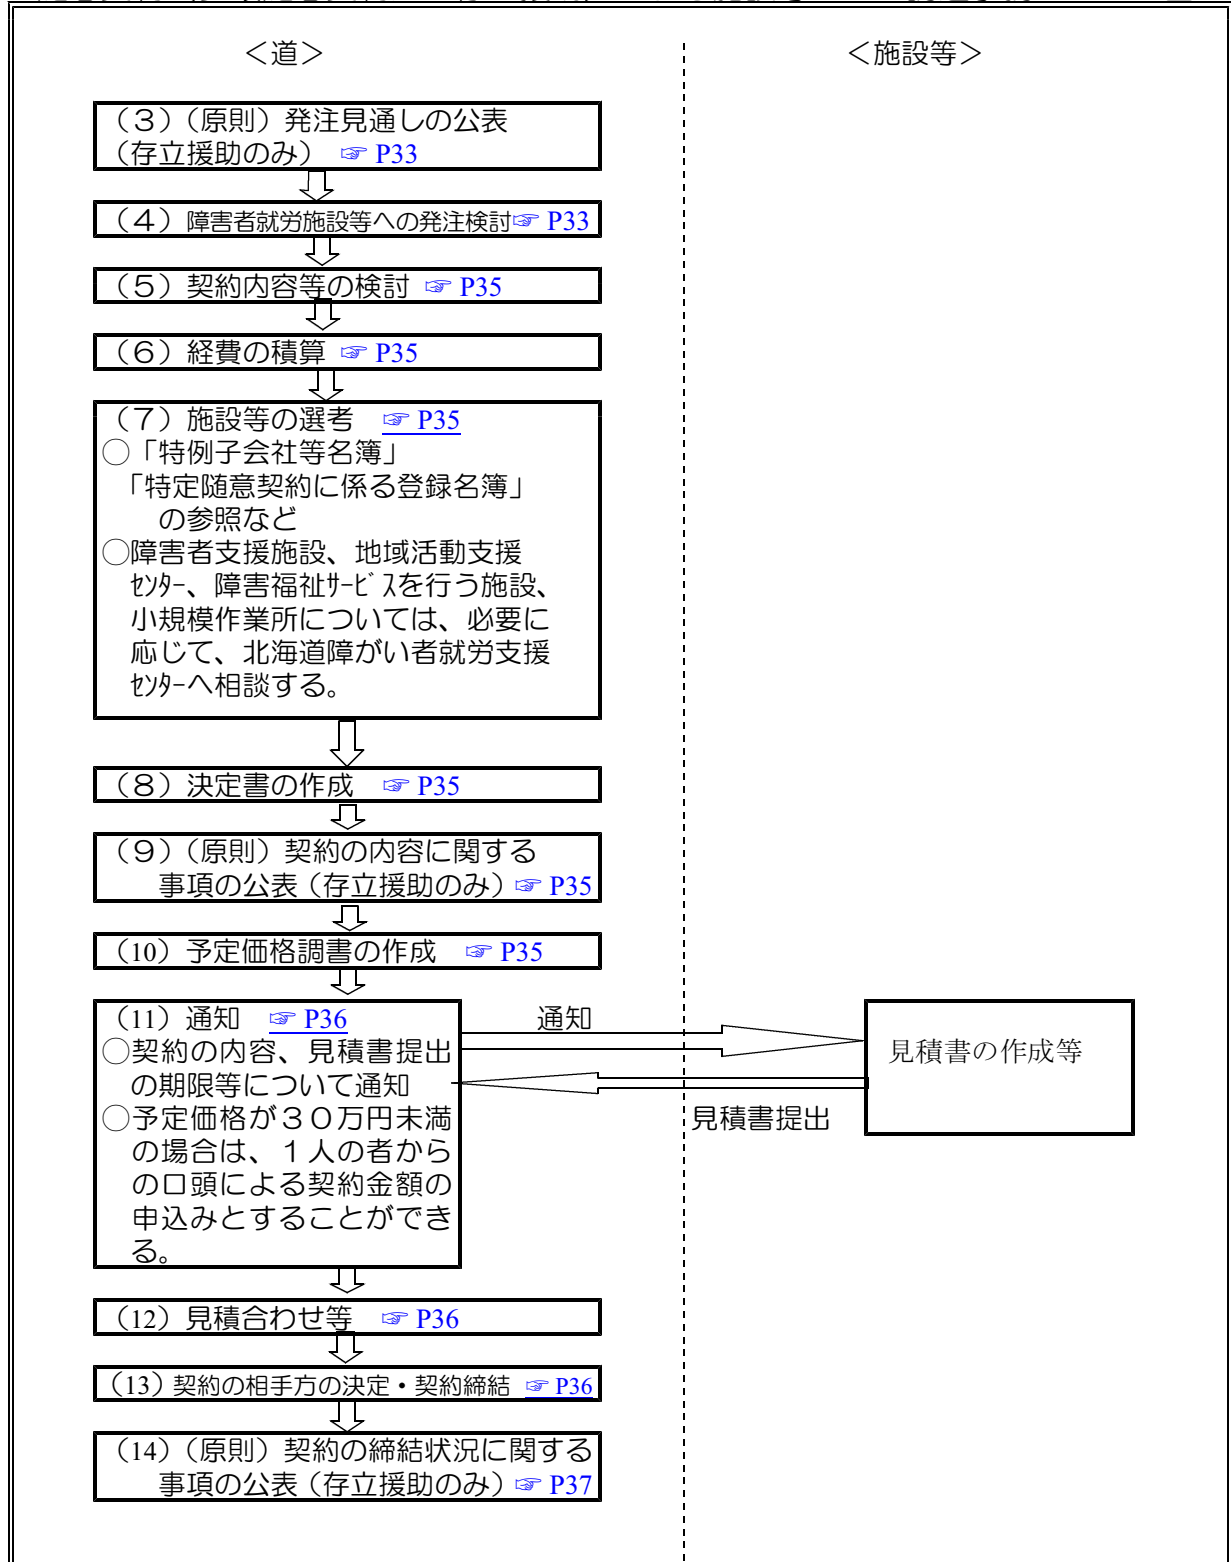 ＜道＞
＜施設等＞
（３）（原則）発注見通しの公表
（存立援助のみ） ☞ P33
（４）障害者就労施設等への発注検討☞ P33
（５）契約内容等の検討 ☞ P35
（６）経費の積算 ☞ P35
（７）施設等の選考　☞ P35
○「特例子会社等名簿」
「特定随意契約に係る登録名簿」
の参照など
○障害者支援施設、地域活動支援
ｾﾝﾀｰ、障害福祉ｻｰﾋﾞｽを行う施設、
小規模作業所については、必要に
応じて、北海道障がい者就労支援
ｾﾝﾀｰへ相談する。
（８）決定書の作成　☞ P35
（９）（原則）契約の内容に関する
事項の公表（存立援助のみ）☞ P35
（10）予定価格調書の作成　☞ P35
（11）通知　☞ P36
○契約の内容、見積書提出
の期限等について通知
○予定価格が３０万円未満
の場合は、１人の者から
の口頭による契約金額の
申込みとすることができ
る。
通知
見積書の作成等
見積書提出
（12）見積合わせ等　☞ P36
（13）契約の相手方の決定・契約締結 ☞ P36
（14）（原則）契約の締結状況に関する
事項の公表（存立援助のみ）☞ P37